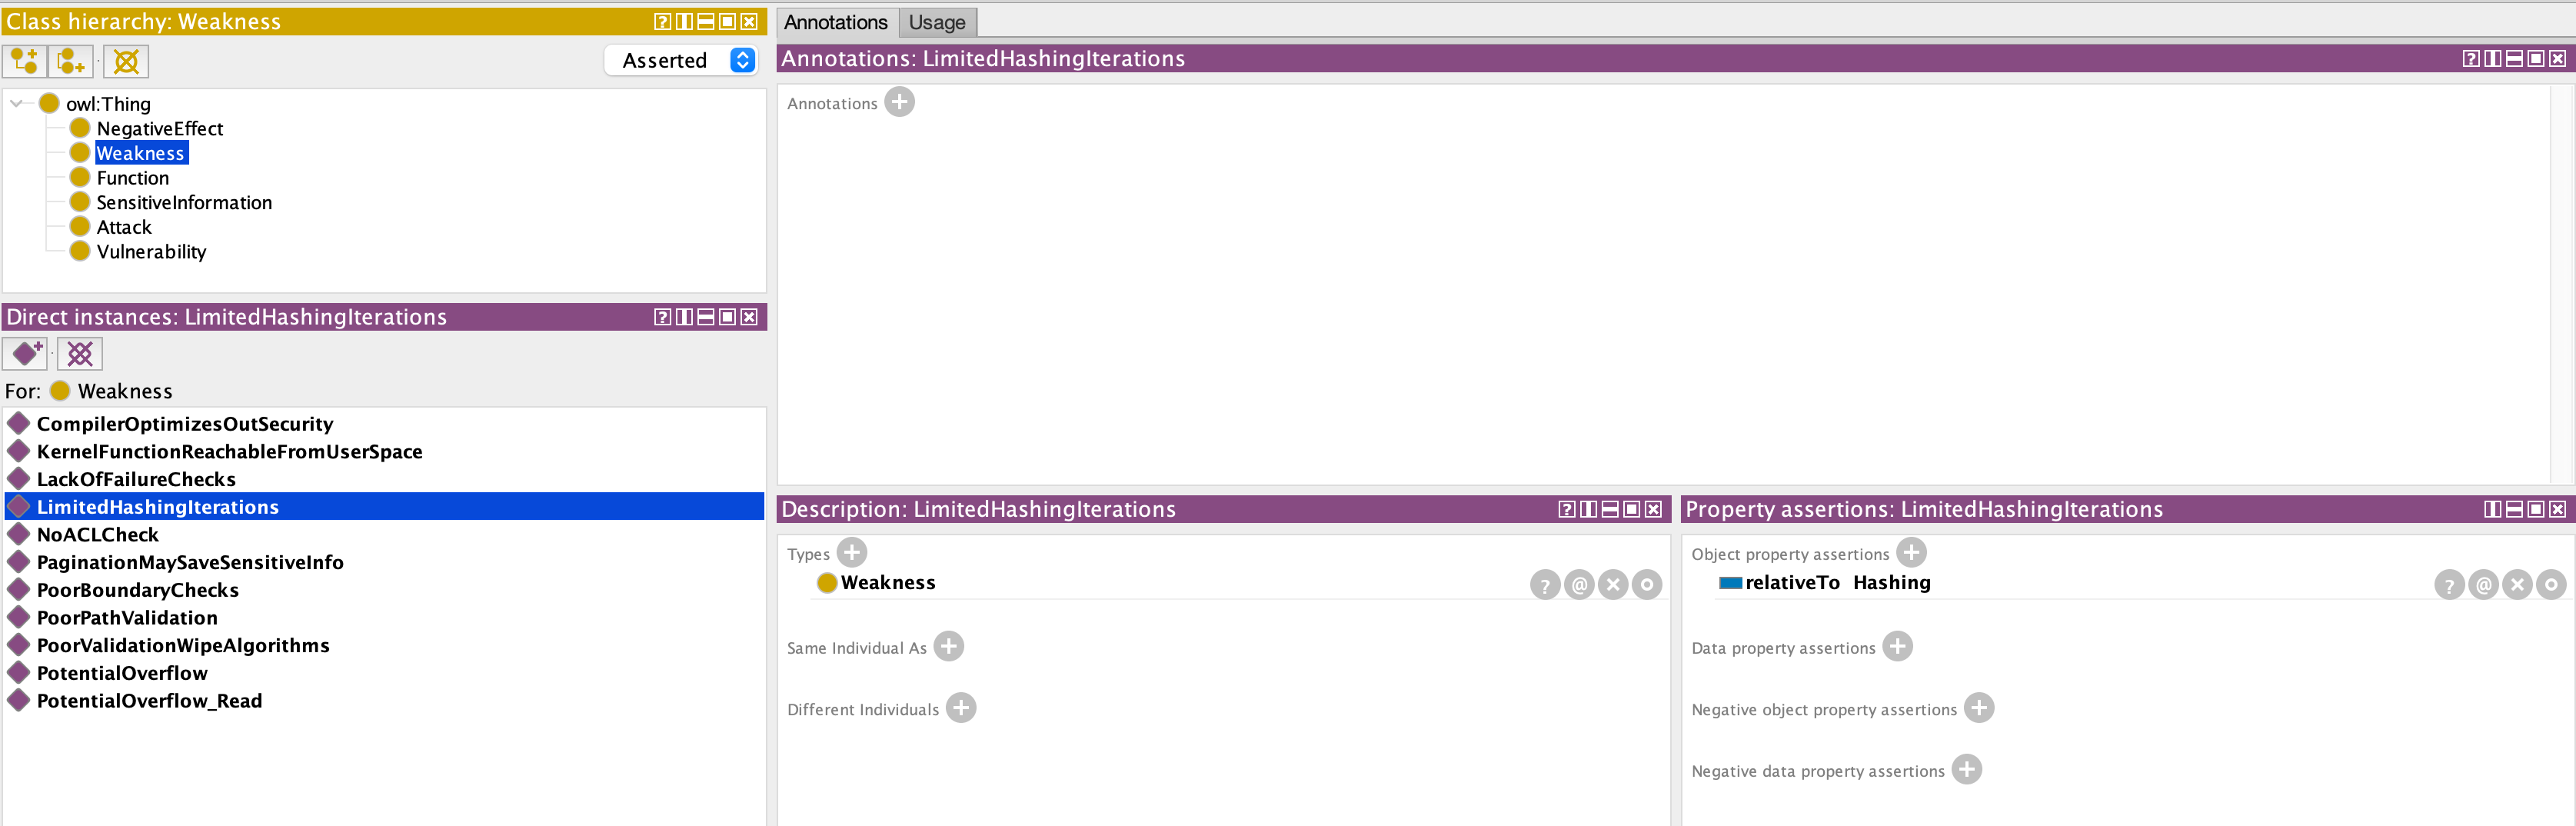 Class hierarchy: Weakness
Asserted
owl:Thing
NegativeEffect
Weakness
Function
SensitiveInformation
Attack
Vulnerability
Direct instances: LimitedHashingIterations
For: Weakness
CompilerOptimizesOutSecurity
KernelFunctionReachableFromUserSpace
LackOfFailureChecks
LimitedHashingIterations
NoACLCheck
PaginationMaySaveSensitiveInfo
PoorBoundaryChecks
PoorPathValidation
PoorValidationWipeAlgorithms
PotentialOverflow
PotentialOverflow_Read
Annotations Usage
Annotations: LimitedHashingIterations
Annotations
Description: LimitedHashingIterations
Types
Weakness
Same Individual As
Different Individuals
Property assertions: LimitedHashingIterations
Object property assertions
relativeTo Hashing
Data property assertions
Negative object property assertions
Negative data property assertions